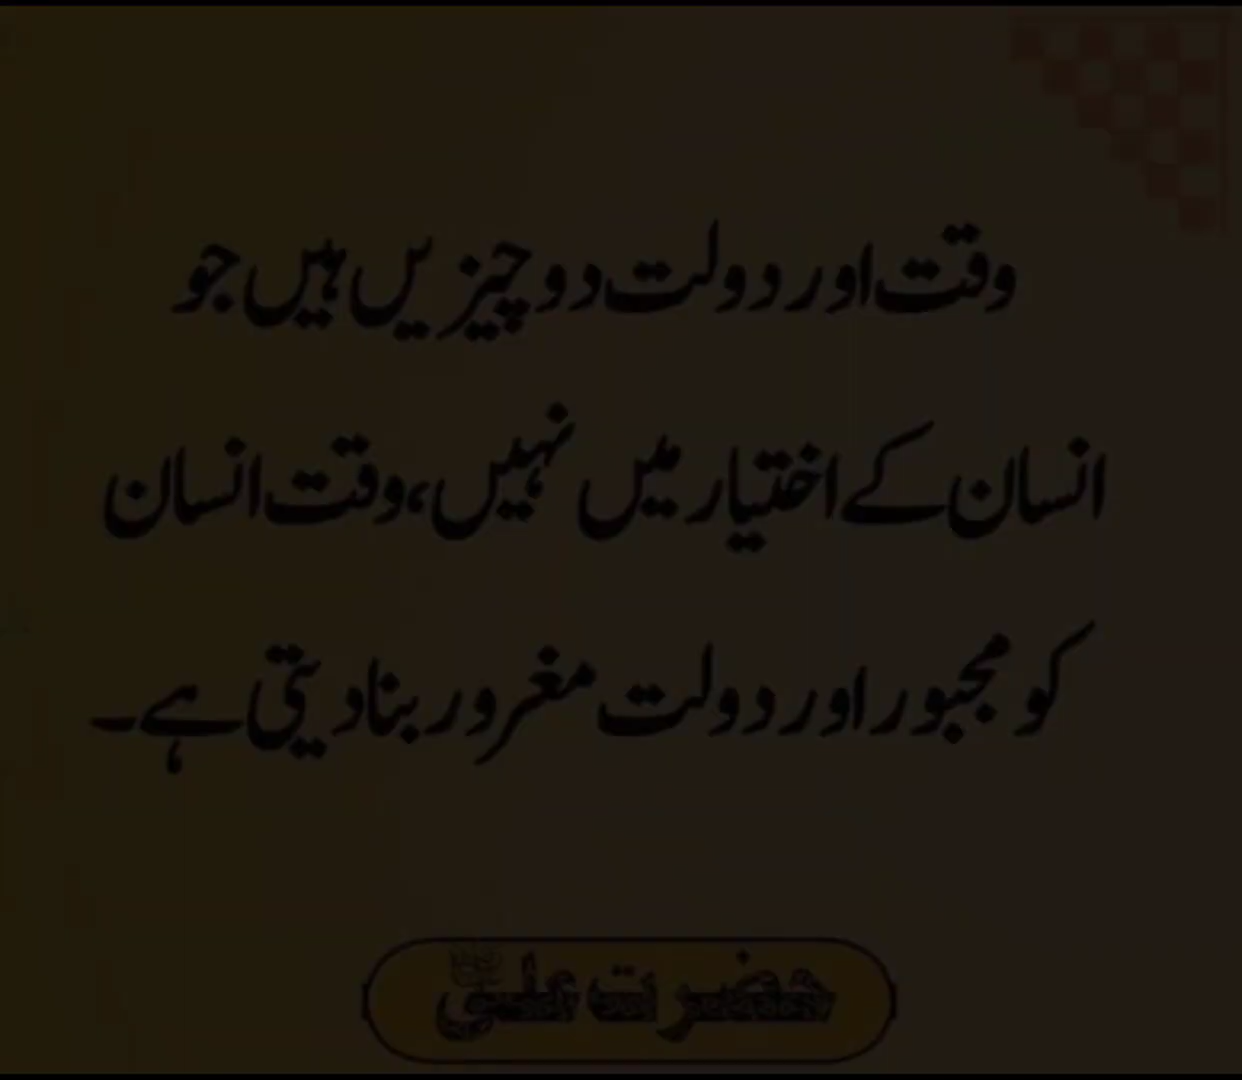 وقت اور دولت دو چیزیں ہیں جو
انسان کے اختیار میں نہیں، وقت انسان
کو مجبور اور دولت مغرور بنا دیتی ہے۔
حضرت علی